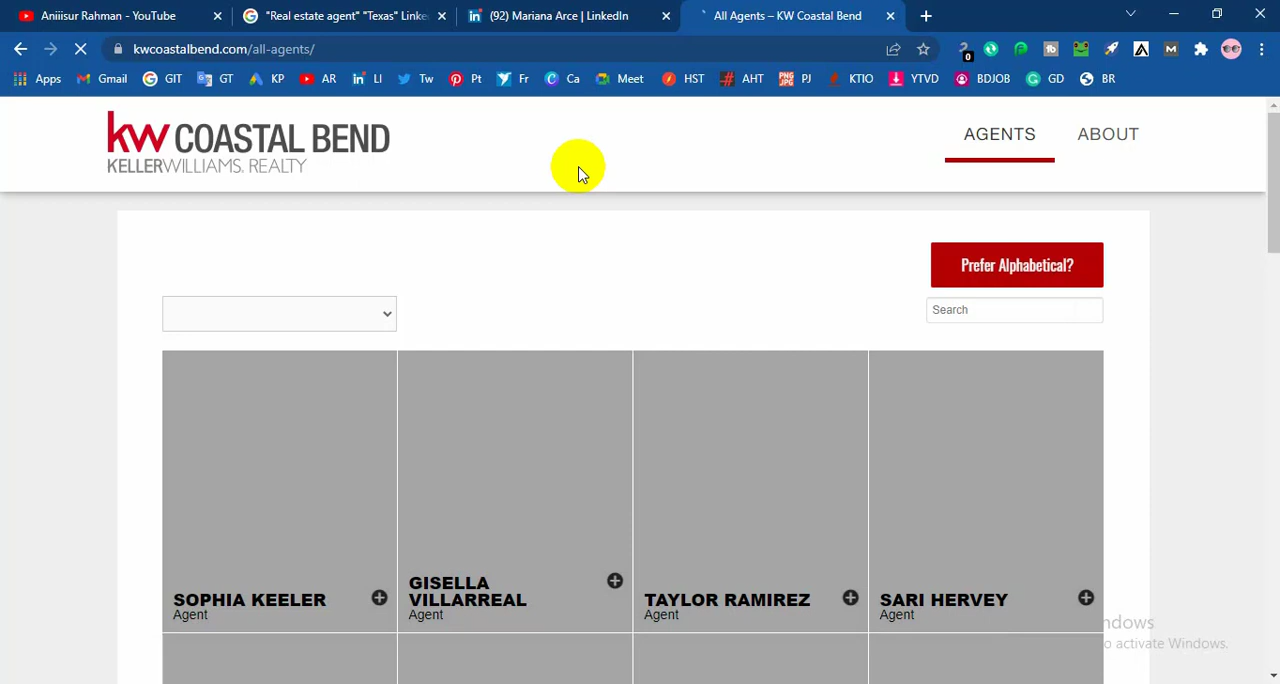 Aniiisur Rahman - YouTube
"Real estate agent" "Texas" Linke
(92) Mariana Arce | LinkedIn
All Agents – KW Coastal Bend
kwcoastalbend.com/all-agents/
0
Apps
Gmail
GIT
GT
KP
AR
LI
Tw
Pt
Fr
Ca
Meet
HST
AHT
PJ
KTIO
YTVD
BDJOB
GD
BR
kw COASTAL BEND
KELLERWILLIAMS. REALTY
AGENTS
ABOUT
Prefer Alphabetical?
Search
SOPHIA KEELER
Agent
GISELLA
VILLARREAL
Agent
TAYLOR RAMIREZ
Agent
SARI HERVEY
Agent
ndows
o activate Windows.